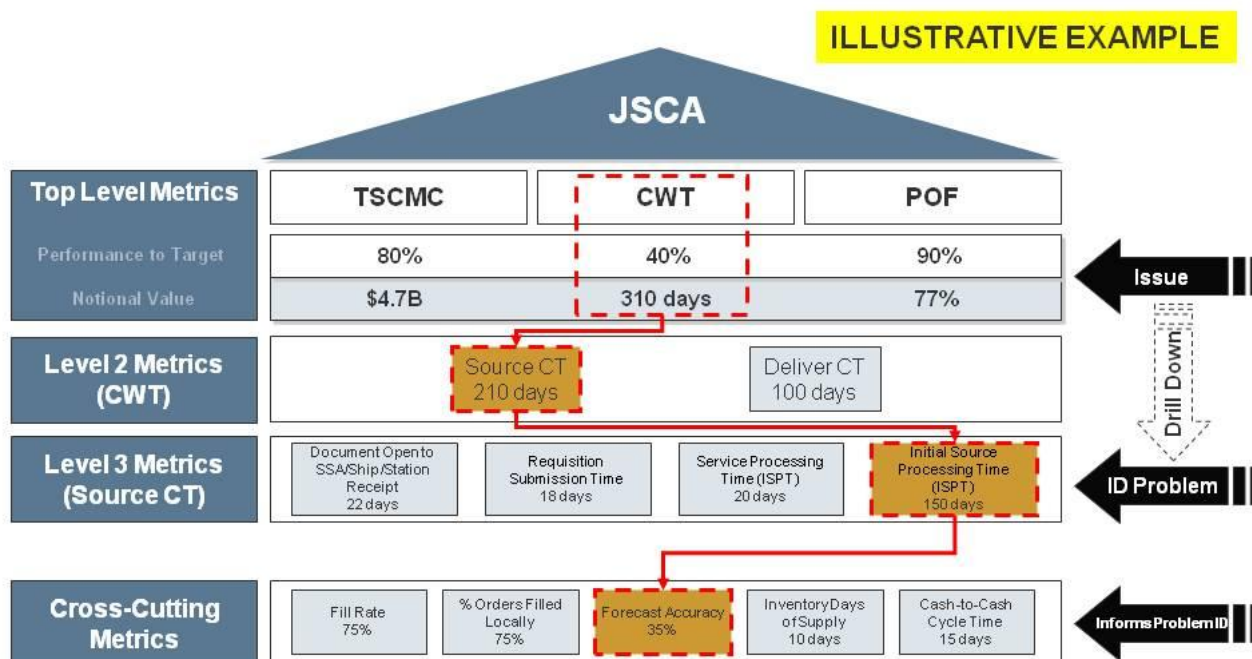 ILLUSTRATIVE EXAMPLE
JSCA
Top Level Metrics
TSCMC
CWT
POF
Performance to Target
80%
40%
90%
Issue
Notional Value
$4.7B
310 days
77%
Drill Down
Level 2 Metrics
(CWT)
Source CT
210 days
Deliver CT
100 days
Level 3 Metrics
(Source CT)
Document Open to
SSA/Ship/Station
Receipt
22 days
Requisition
Submission Time
18 days
Service Processing
Time (ISPT)
20 days
Initial Source
Processing Time
(ISPT)
150 days
ID Problem
Cross-Cutting
Metrics
Fill Rate
75%
% Orders Filled
Locally
75%
Forecast Accuracy
35%
Inventory Days
of Supply
10 days
Cash-to-Cash
Cycle Time
15 days
Informs Problem ID